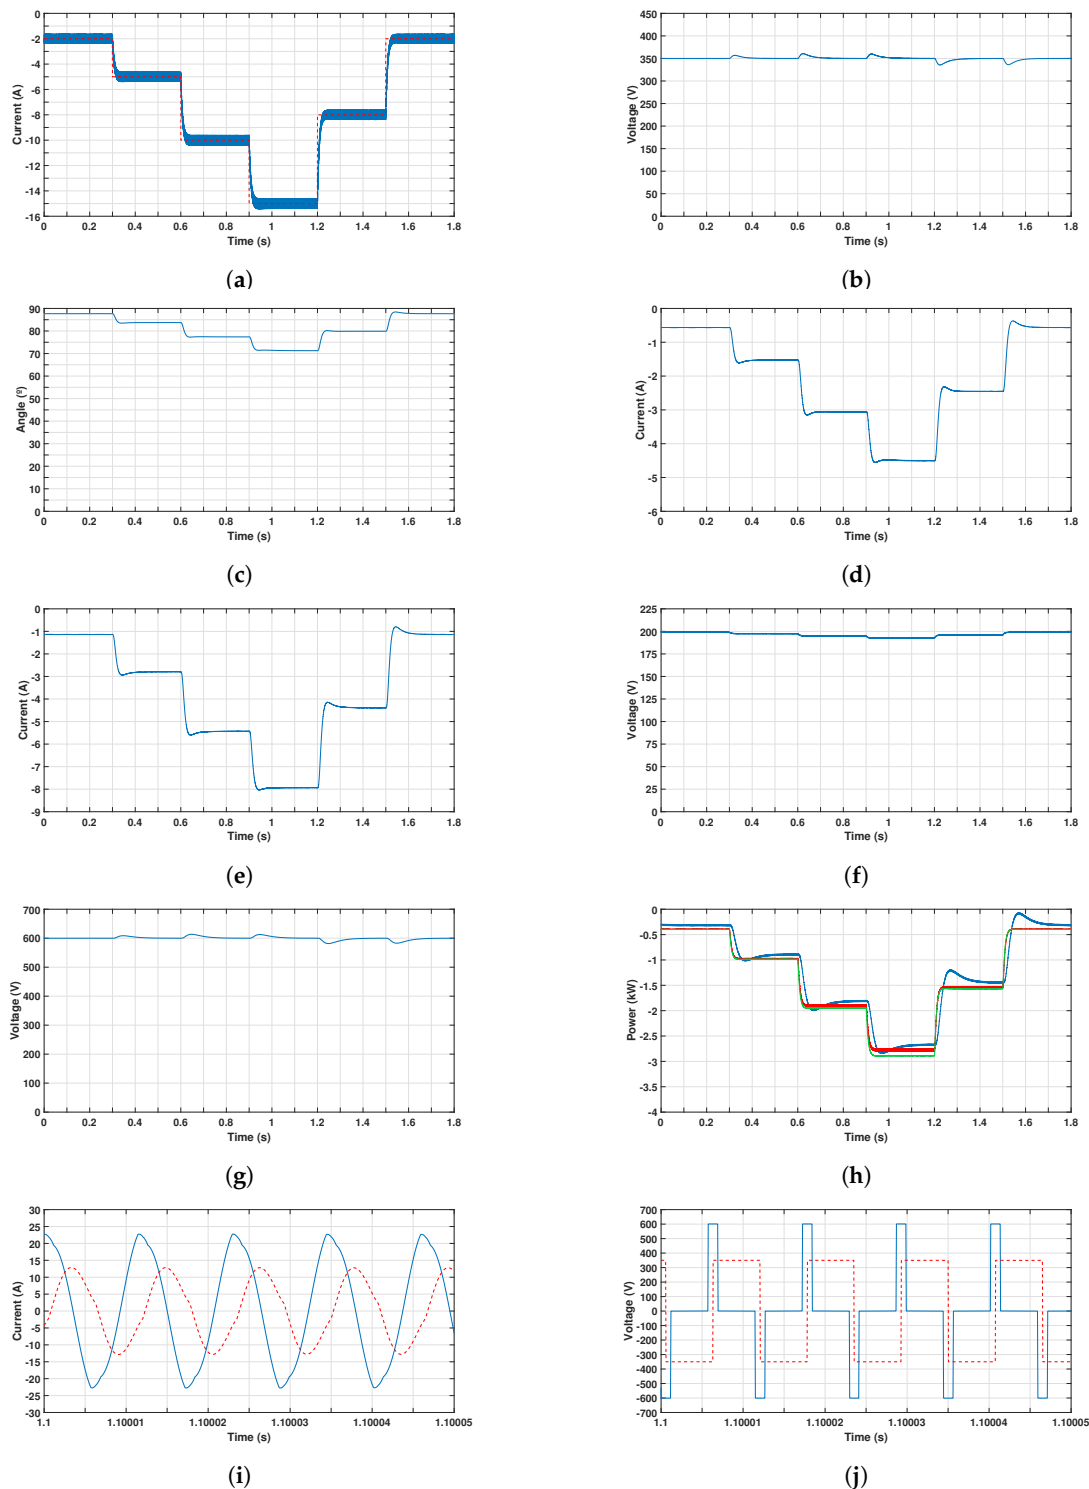 0
-2
-4
-6
-8
-10
-12
-14
-16
Current (A)
0 0.2 0.4 0.6 0.8 1 1.2 1.4 1.6 1.8
Time (s)
(a)
450
400
350
300
250
200
150
100
50
0
Voltage (V)
0 0.2 0.4 0.6 0.8 1 1.2 1.4 1.6 1.8
Time (s)
(b)
90
80
70
60
50
40
30
20
10
0
Angle (º)
0 0.2 0.4 0.6 0.8 1 1.2 1.4 1.6 1.8
Time (s)
(c)
0
-1
-2
-3
-4
-5
-6
Current (A)
0 0.2 0.4 0.6 0.8 1 1.2 1.4 1.6 1.8
Time (s)
(d)
0
-1
-2
-3
-4
-5
-6
-7
-8
-9
Current (A)
0 0.2 0.4 0.6 0.8 1 1.2 1.4 1.6 1.8
Time (s)
(e)
225
200
175
150
125
100
75
50
25
0
Voltage (V)
0 0.2 0.4 0.6 0.8 1 1.2 1.4 1.6 1.8
Time (s)
(f)
700
600
500
400
300
200
100
0
Voltage (V)
0 0.2 0.4 0.6 0.8 1 1.2 1.4 1.6 1.8
Time (s)
(g)
0
-0.5
-1
-1.5
-2
-2.5
-3
-3.5
-4
Power (kW)
0 0.2 0.4 0.6 0.8 1 1.2 1.4 1.6 1.8
Time (s)
(h)
30
25
20
15
10
5
0
-5
-10
-15
-20
-25
-30
Current (A)
1.1 1.10001 1.10002 1.10003 1.10004 1.10005
Time (s)
(i)
700
600
500
400
300
200
100
0
-100
-200
-300
-400
-500
-600
-700
Voltage (V)
1.1 1.10001 1.10002 1.10003 1.10004 1.10005
Time (s)
(j)